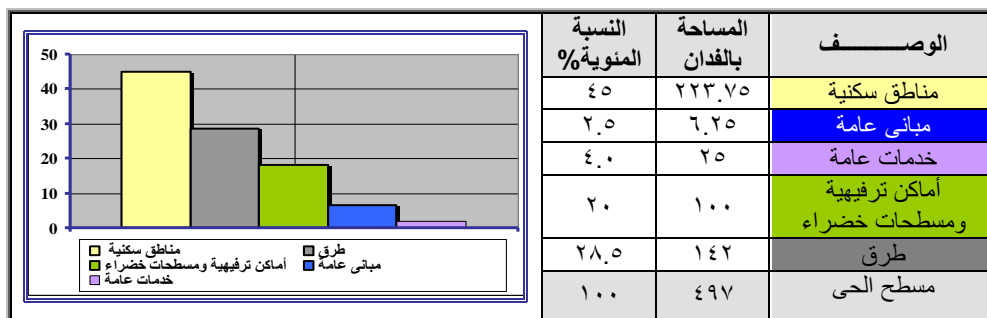 الوصـــــــف المساحة بالفدان النسبة المئوية%
مناطق سكنية ٢٢٣.٧٥ ٤٥
مبانى عامة ٦.٢٥ ٢.٥
خدمات عامة ٢٥ ٤.٠
أماكن ترفيهية ومسطحات خضراء ١٠٠ ٢٠
طرق ١٤٢ ٢٨.٥
مسطح الحى ٤٩٧ ١٠٠
50
40
30
20
10
0
مناطق سكنية
طرق
أماكن ترفيهية ومسطحات خضراء
مبانى عامة
خدمات عامة